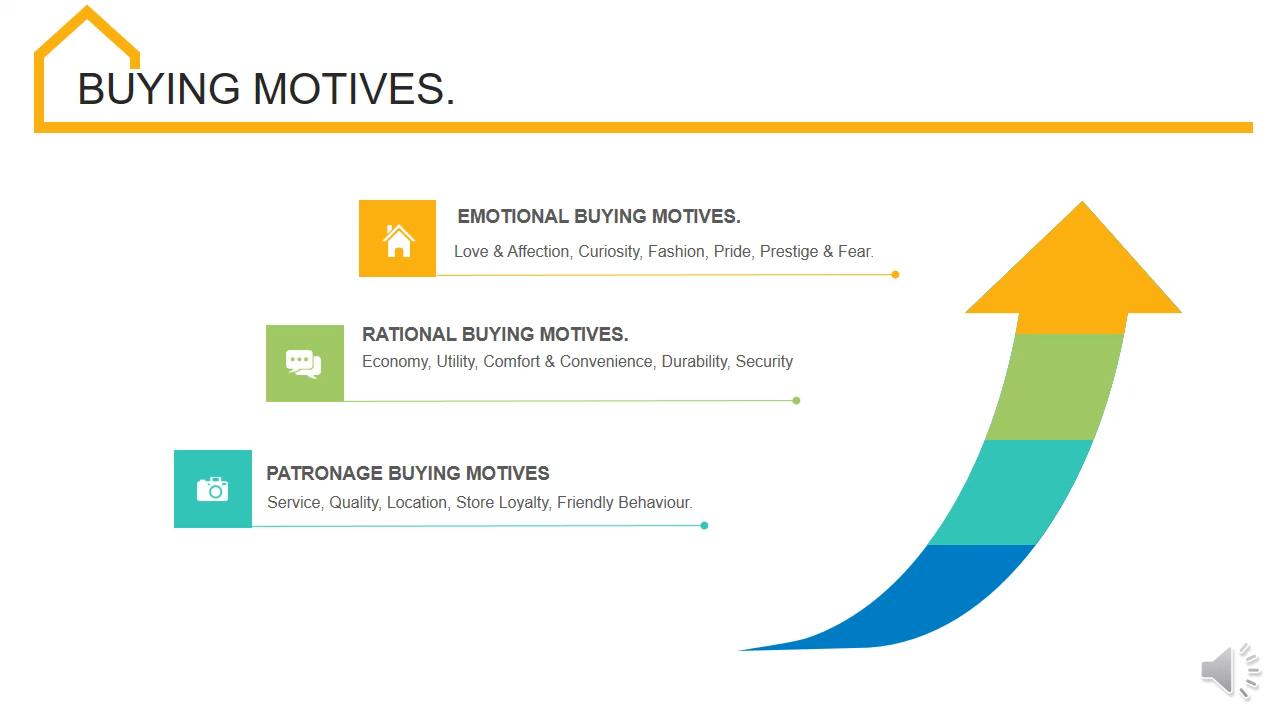 BUYING MOTIVES.
EMOTIONAL BUYING MOTIVES.
Love & Affection, Curiosity, Fashion, Pride, Prestige & Fear.
RATIONAL BUYING MOTIVES.
Economy, Utility, Comfort & Convenience, Durability, Security
PATRONAGE BUYING MOTIVES
Service, Quality, Location, Store Loyalty, Friendly Behaviour.